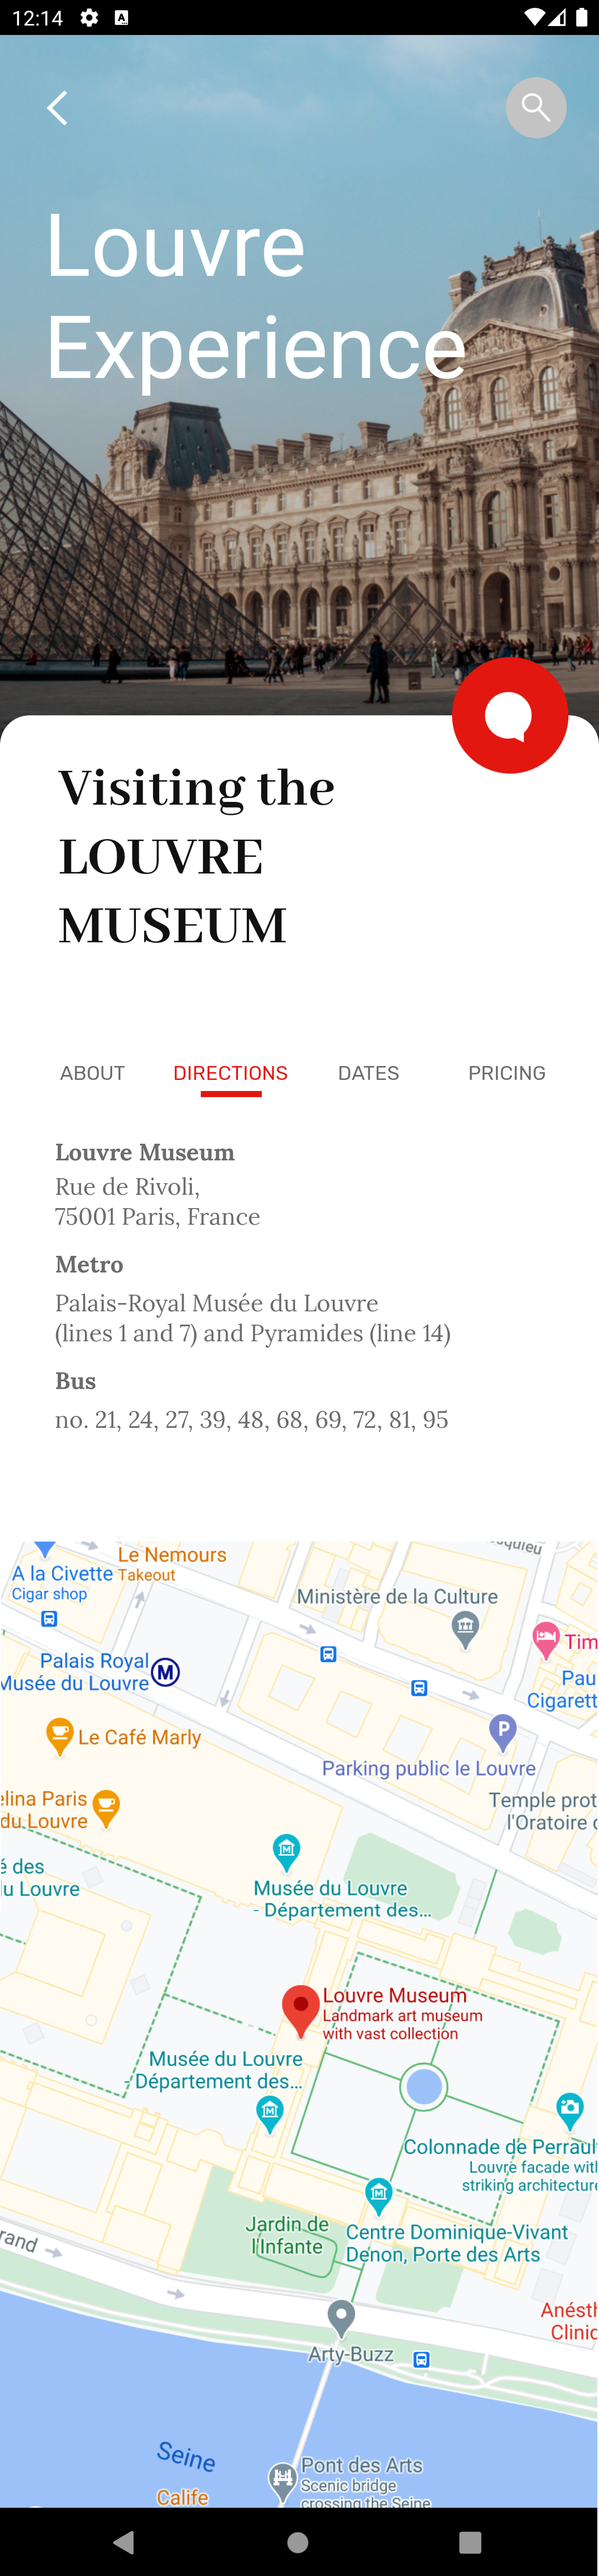 12:14
Louvre
Experience
Visiting the
LOUVRE
MUSEUM
ABOUT DIRECTIONS DATES PRICING
Louvre Museum
Rue de Rivoli,
75001 Paris, France
Metro
Palais-Royal Musée du Louvre
(lines 1 and 7) and Pyramides (line 14)
Bus
no. 21, 24, 27, 39, 48, 68, 69, 72, 81, 95
Le Nemours
Takeout
A la Civette
Cigar shop
Ministère de la Culture
Palais Royal
Musée du Louvre
M
Tim
Pau
Cigarett
Le Café Marly
P
Parking public le Louvre
elina Paris
du Louvre
Temple prot
l'Oratoire d
é des
u Louvre
Musée du Louvre
- Département des...
Louvre Museum
Landmark art museum
with vast collection
Musée du Louvre
- Département des...
Colonnade de Perraul
Louvre facade with
striking architecture
Jardin de
l'Infante
Centre Dominique-Vivant
Denon, Porte des Arts
rand
Anésth
Clinic
Arty-Buzz
Seine
Pont des Arts
Scenic bridge
crossing the Seine
Calife